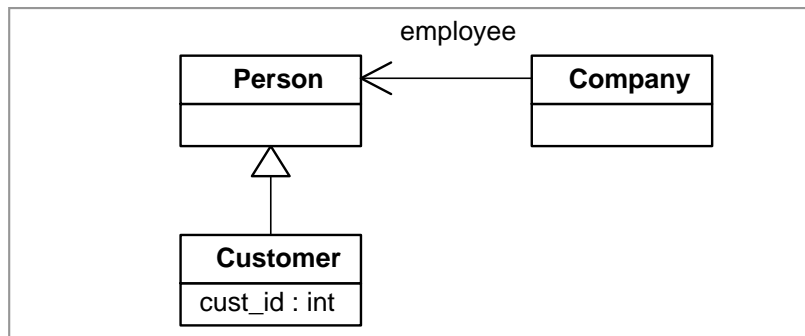 employee
Person
Company
Customer
cust_id : int